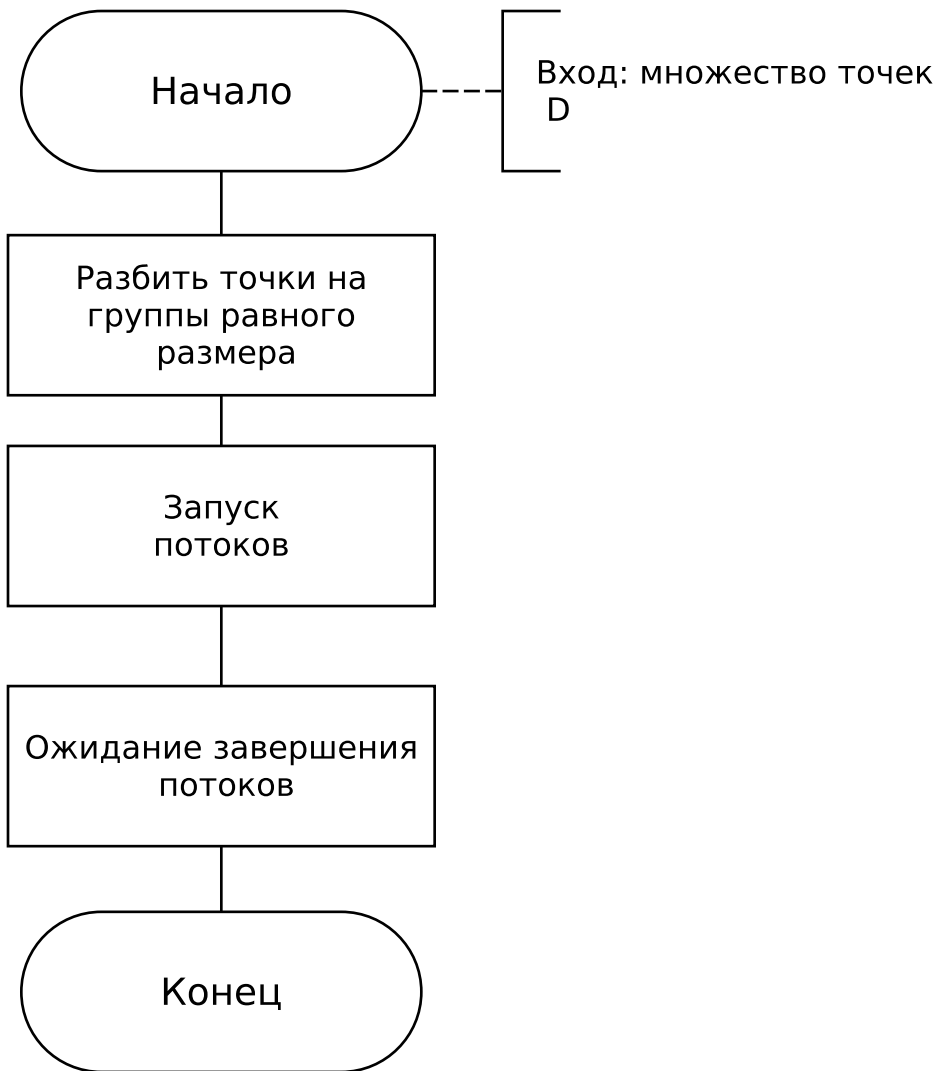 Начало
Вход: множество точек
D
Разбить точки на
группы равного
размера
Запуск
потоков
Ожидание завершения
потоков
Конец